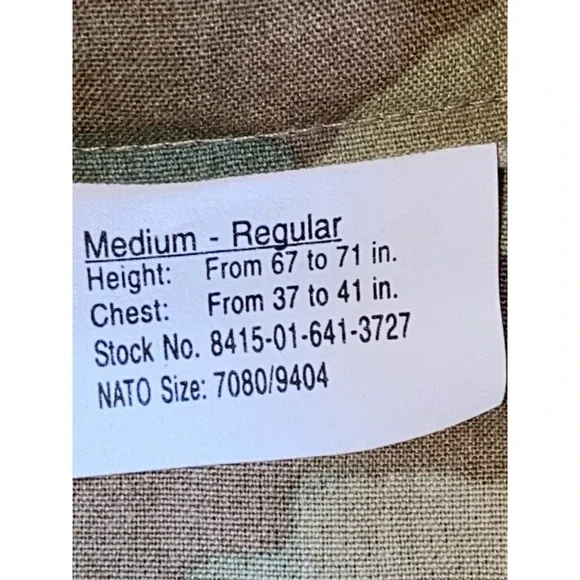 Medium - Regular
Height: From 67 to 71 in.
Chest: From 37 to 41 in.
Stock No. 8415-01-641-3727
NATO Size: 7080/9404